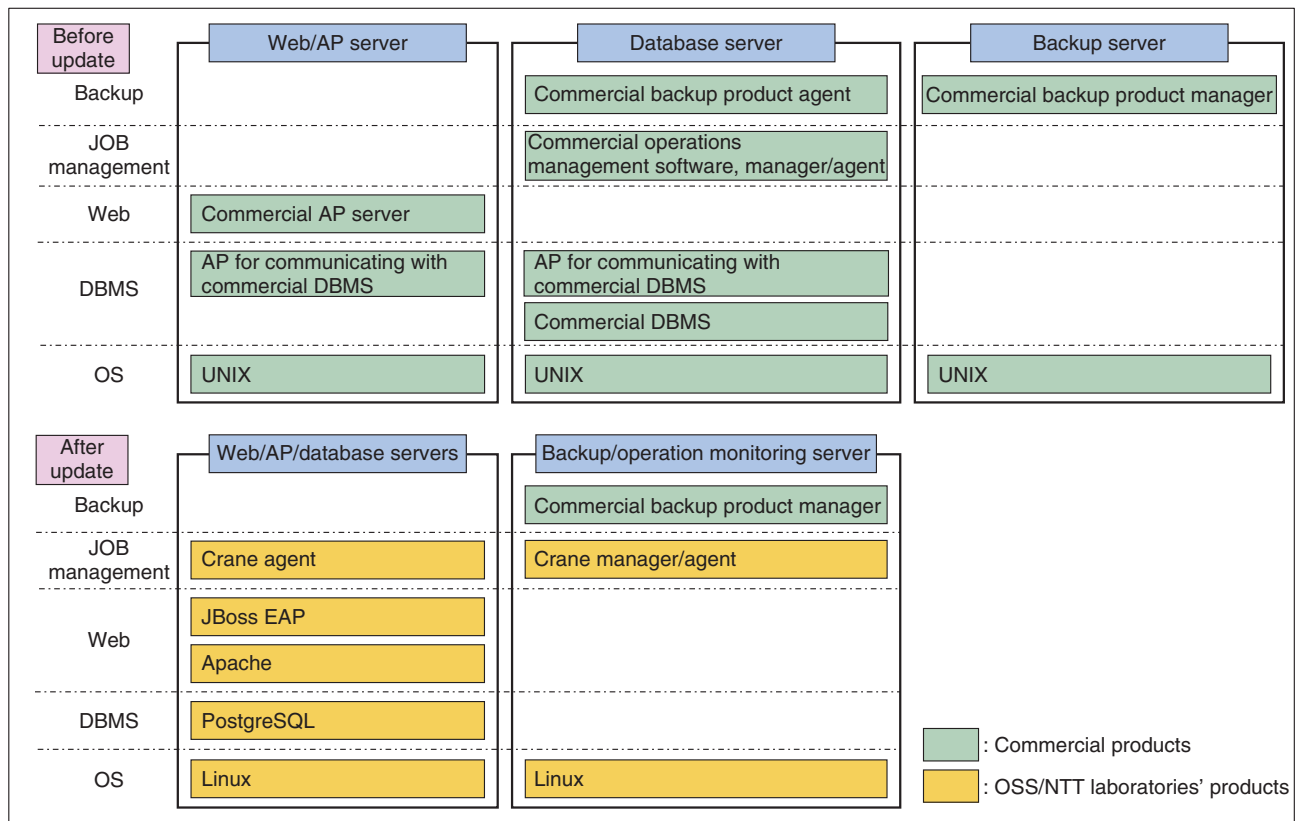 Before
update
Web/AP server
Database server
Backup server
Backup
Commercial backup product agent
Commercial backup product manager
JOB
management
Commercial operations
management software, manager/agent
Web
Commercial AP server
DBMS
AP for communicating with
commercial DBMS
AP for communicating with
commercial DBMS
Commercial DBMS
OS
UNIX
UNIX
UNIX
After
update
Web/AP/database servers
Backup/operation monitoring server
Backup
Commercial backup product manager
JOB
management
Crane agent
Crane manager/agent
Web
JBoss EAP
Apache
DBMS
PostgreSQL
OS
Linux
Linux
: Commercial products
: OSS/NTT laboratories' products